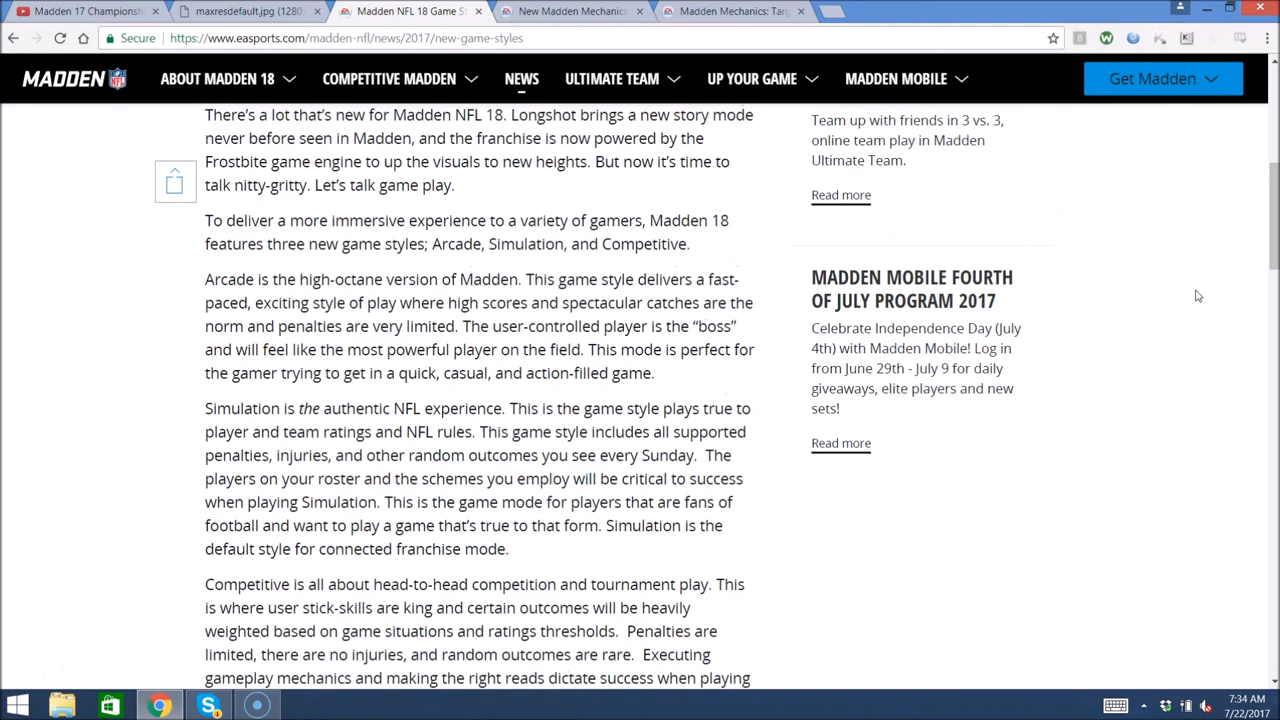 Madden 17 Championsh
maxresdefault.jpg (1280
Madden NFL 18 Game S
New Madden Mechanics
Madden Mechanics: Tar
Secure
https://www.easports.com/madden-nfl/news/2017/new-game-styles
MADDEN NFL
ABOUT MADDEN 18
COMPETITIVE MADDEN
NEWS
ULTIMATE TEAM
UP YOUR GAME
MADDEN MOBILE
Get Madden
There's a lot that's new for Madden NFL 18. Longshot brings a new story mode
never before seen in Madden, and the franchise is now powered by the
Frostbite game engine to up the visuals to new heights. But now it's time to
talk nitty-gritty. Let's talk game play.
To deliver a more immersive experience to a variety of gamers, Madden 18
features three new game styles; Arcade, Simulation, and Competitive.
Arcade is the high-octane version of Madden. This game style delivers a fast-
paced, exciting style of play where high scores and spectacular catches are the
norm and penalties are very limited. The user-controlled player is the “boss”
and will feel like the most powerful player on the field. This mode is perfect for
the gamer trying to get in a quick, casual, and action-filled game.
Simulation is the authentic NFL experience. This is the game style plays true to
player and team ratings and NFL rules. This game style includes all supported
penalties, injuries, and other random outcomes you see every Sunday. The
players on your roster and the schemes you employ will be critical to success
when playing Simulation. This is the game mode for players that are fans of
football and want to play a game that's true to that form. Simulation is the
default style for connected franchise mode.
Competitive is all about head-to-head competition and tournament play. This
is where user stick-skills are king and certain outcomes will be heavily
weighted based on game situations and ratings thresholds. Penalties are
limited, there are no injuries, and random outcomes are rare. Executing
gameplay mechanics and making the right reads dictate success when playing
Team up with friends in 3 vs. 3,
online team play in Madden
Ultimate Team.
Read more
MADDEN MOBILE FOURTH
OF JULY PROGRAM 2017
Celebrate Independence Day (July
4th) with Madden Mobile! Log in
from June 29th - July 9 for daily
giveaways, elite players and new
sets!
Read more
7:34 AM
7/22/2017